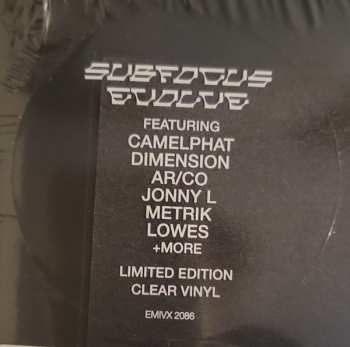 SUBFOCUS
EVOLVE
FEATURING
CAMELPHAT
DIMENSION
AR/CO
JONNY L
METRIK
LOWES
+MORE
LIMITED EDITION
CLEAR VINYL
EMIVX 2086